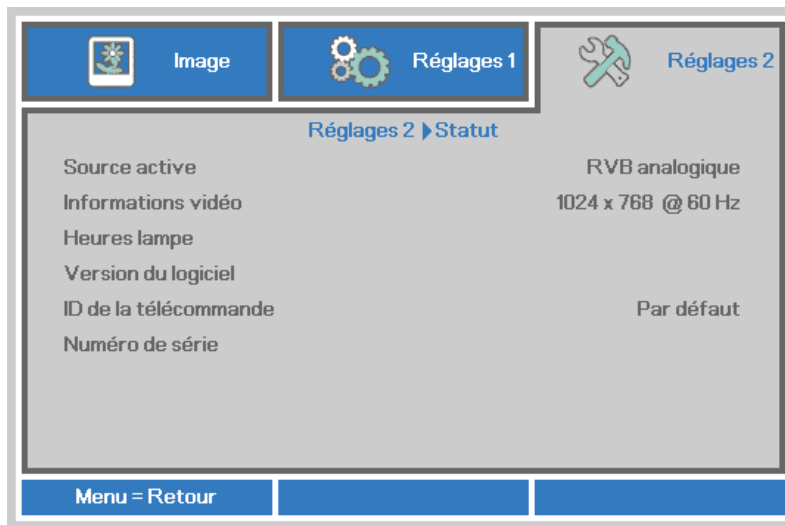 Image
Réglages 1
Réglages 2
Réglages 2 ▶ Statut
Source active RVB analogique
Informations vidéo 1024 x 768 @ 60 Hz
Heures lampe
Version du logiciel
ID de la télécommande Par défaut
Numéro de série
Menu = Retour